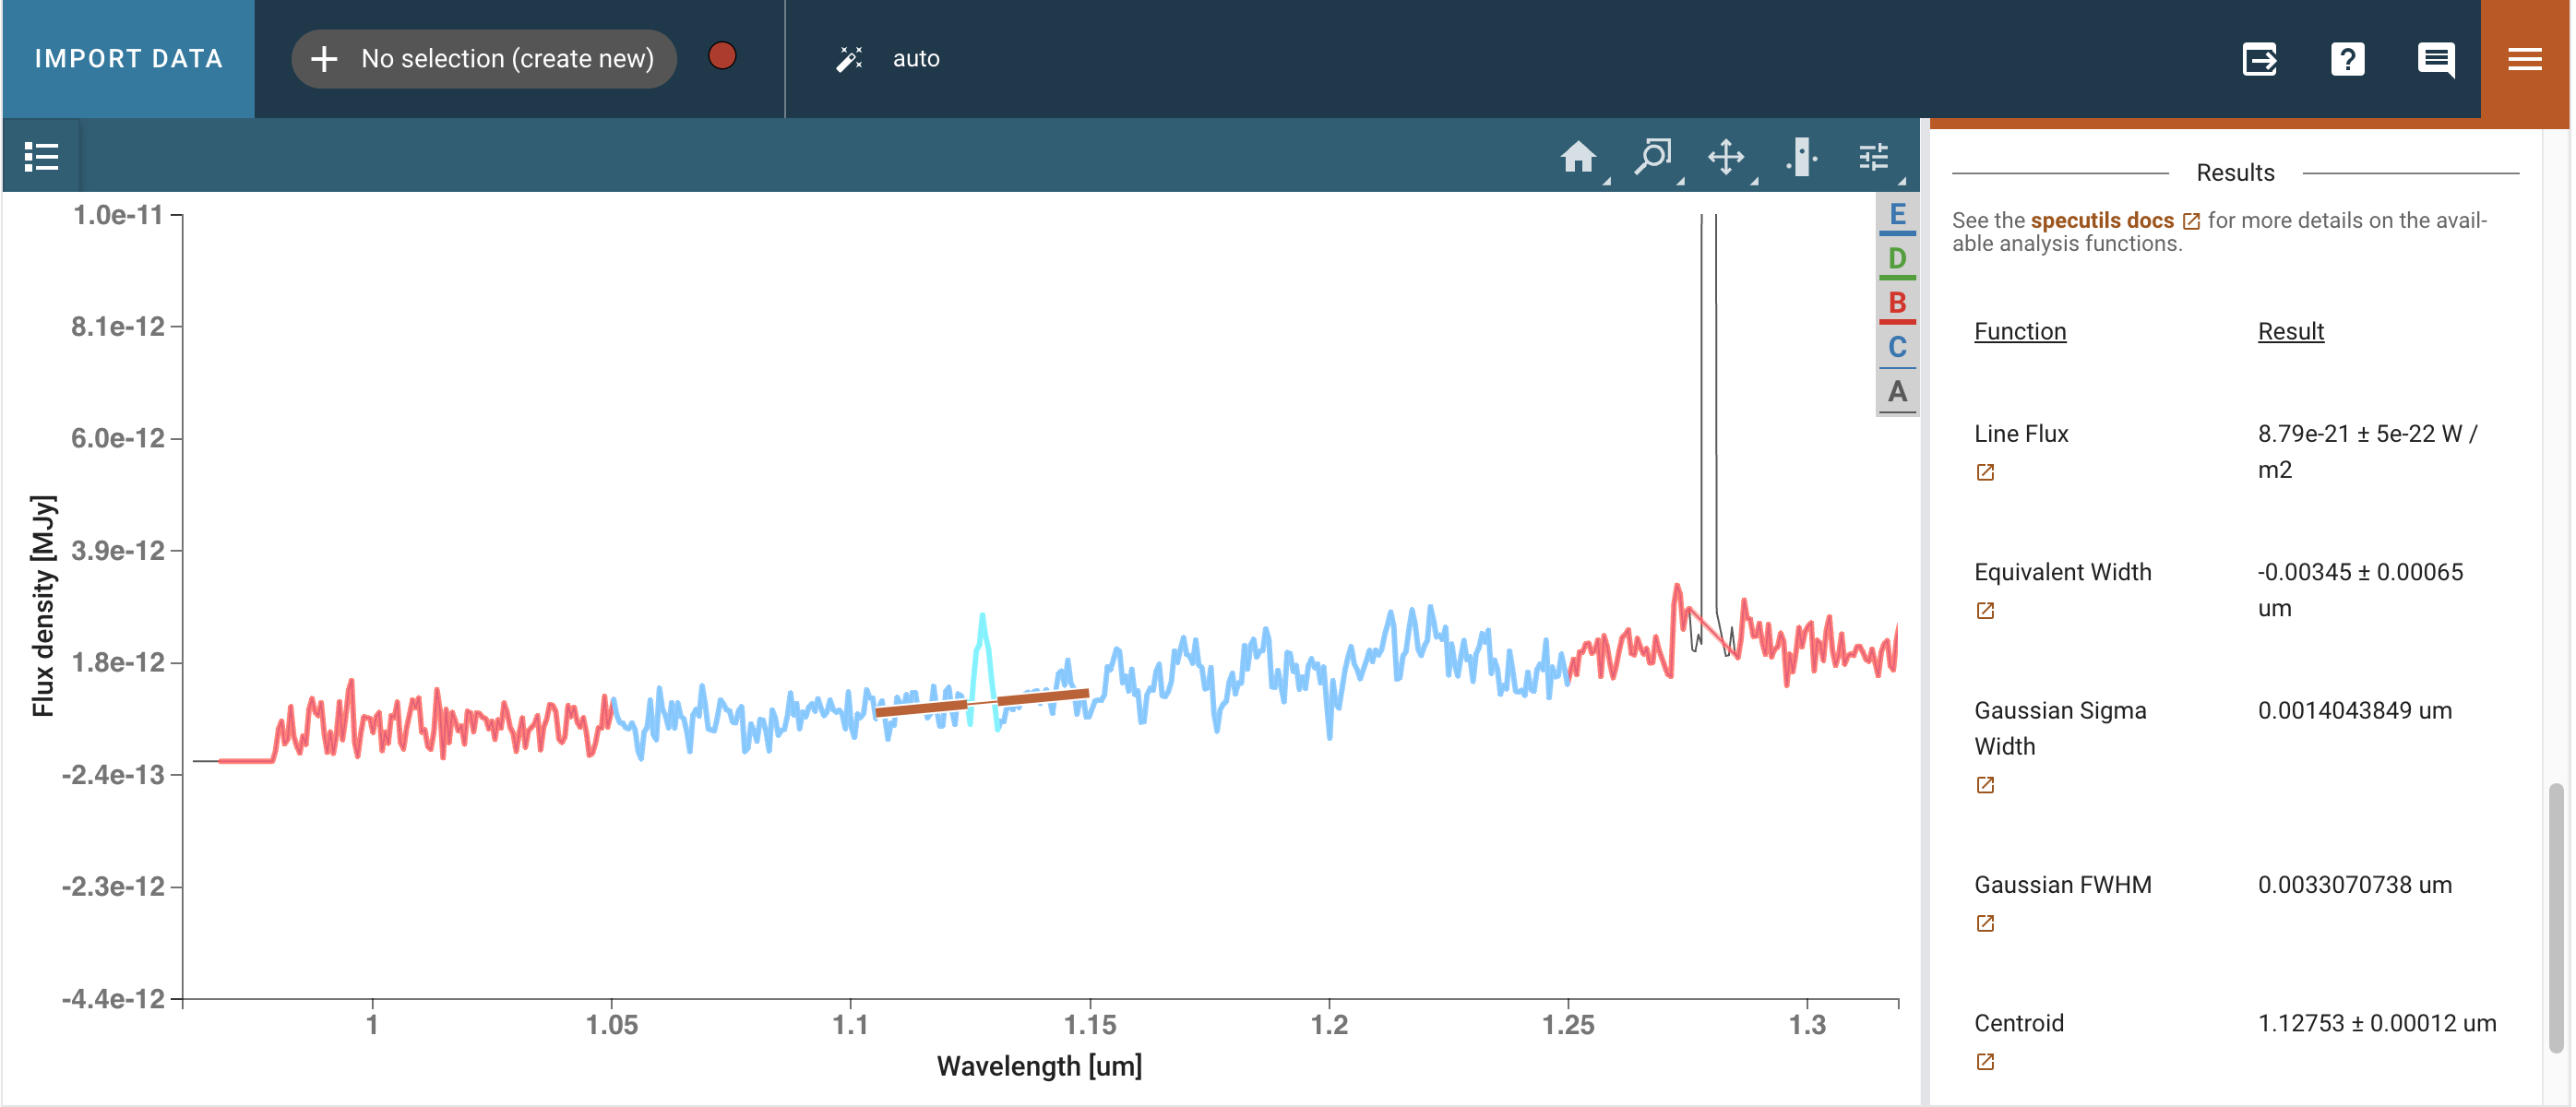 IMPORT DATA
No selection (create new)
auto
E
D
B
C
A
1.0e-11
8.1e-12
6.0e-12
3.9e-12
1.8e-12
-2.4e-13
-2.3e-12
-4.4e-12
Flux density [MJy]
1
1.05
1.1
1.15
1.2
1.25
1.3
Wavelength [um]
Results
See the specutils docs for more details on the avail-
able analysis functions.
Function Result
Line Flux 8.79e-21 ± 5e-22 W /
m2
Equivalent Width -0.00345 ± 0.00065
um
Gaussian Sigma 0.0014043849 um
Width
Gaussian FWHM 0.0033070738 um
Centroid 1.12753 ± 0.00012 um